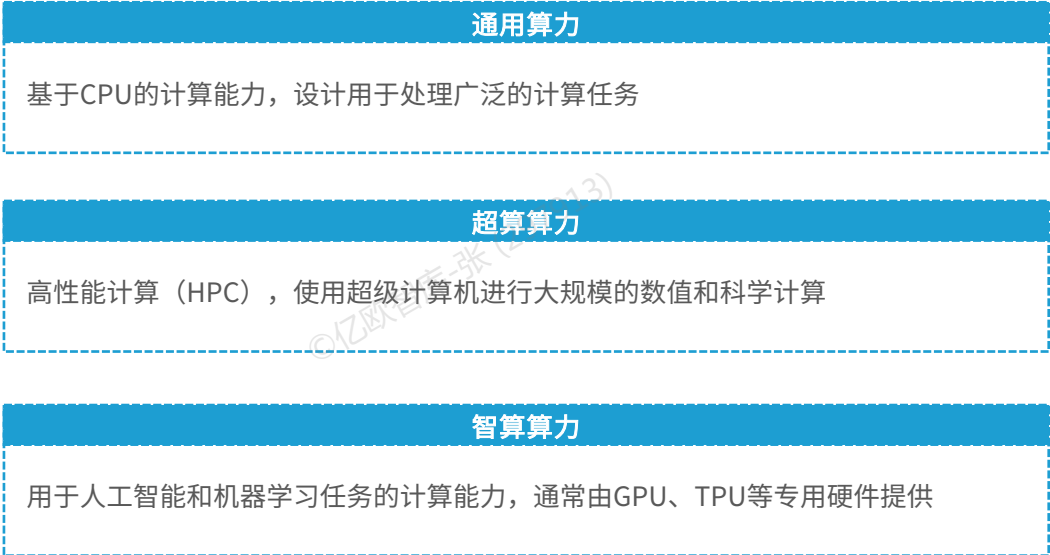 通用算力
基于CPU的计算能力，设计用于处理广泛的计算任务
超算算力
高性能计算（HPC），使用超级计算机进行大规模的数值和科学计算
©亿欧智库-张
智算算力
用于人工智能和机器学习任务的计算能力，通常由GPU、TPU等专用硬件提供